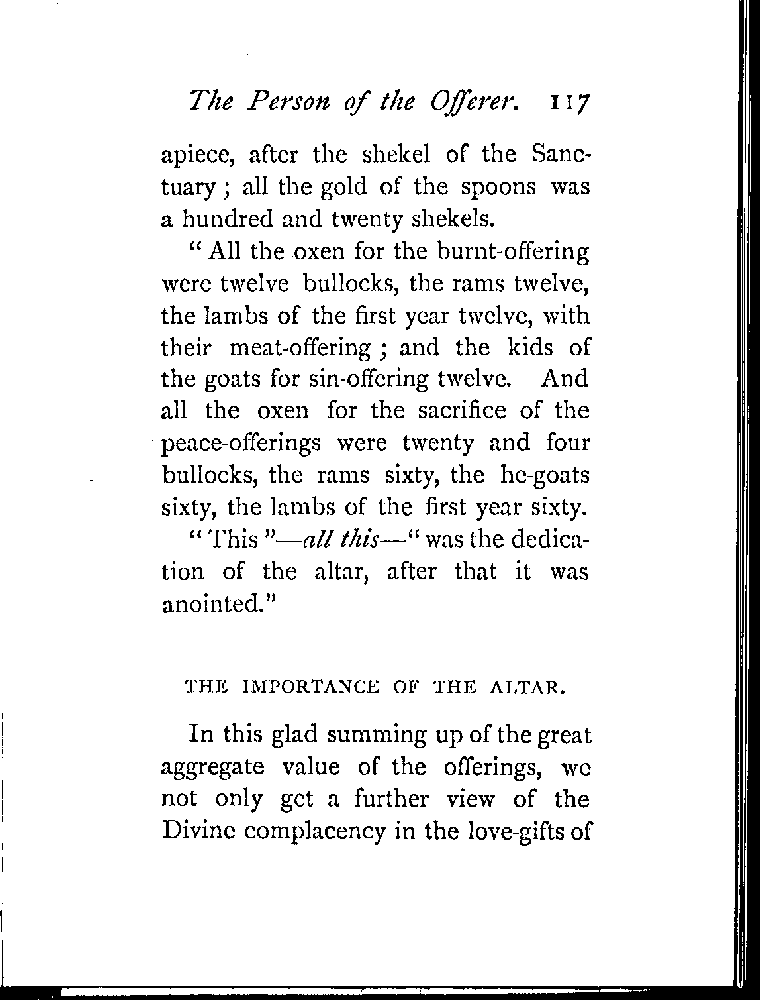 The Person of the Offerer. 117
apiece, after the shekel of the Sanc-
tuary ; all the gold of the spoons was
a hundred and twenty shekels.
“ All the oxen for the burnt-offering
were twelve bullocks, the rams twelve,
the lambs of the first year twelve, with
their meat-offering ; and the kids of
the goats for sin-offering twelve. And
all the oxen for the sacrifice of the
peace-offerings were twenty and four
bullocks, the rams sixty, the he-goats
sixty, the lambs of the first year sixty.
“ This ”—all this—“ was the dedica-
tion of the altar, after that it was
anointed.”
THE IMPORTANCE OF THE ALTAR.
In this glad summing up of the great
aggregate value of the offerings, we
not only get a further view of the
Divine complacency in the love-gifts of